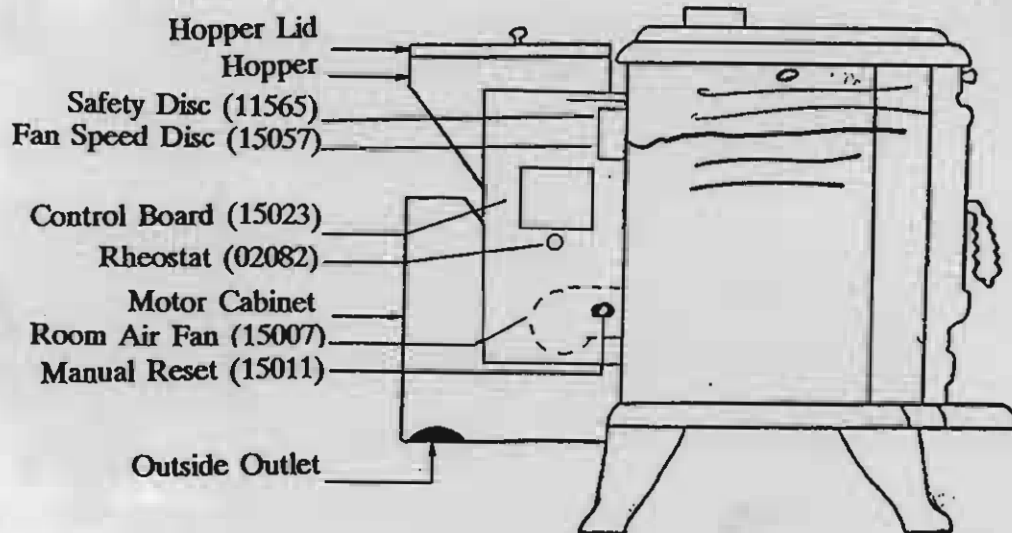 Hopper Lid
Hopper
Safety Disc (11565)
Fan Speed Disc (15057)
Control Board (15023)
Rheostat (02082)
Motor Cabinet
Room Air Fan (15007)
Manual Reset (15011)
Outside Outlet